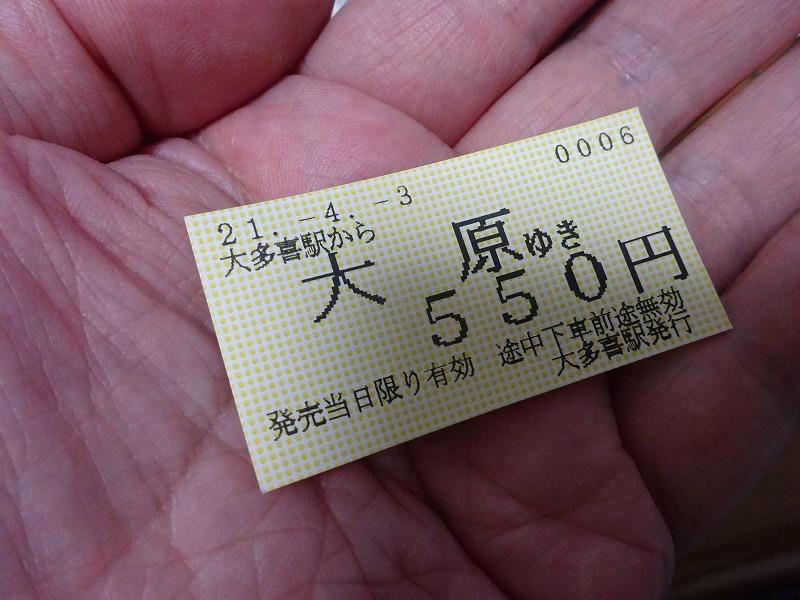 0006
21.-4.-3
大多喜駅から
大原ゆき
550円
発売当日限り有効 途中下車前途無効
大多喜駅発行